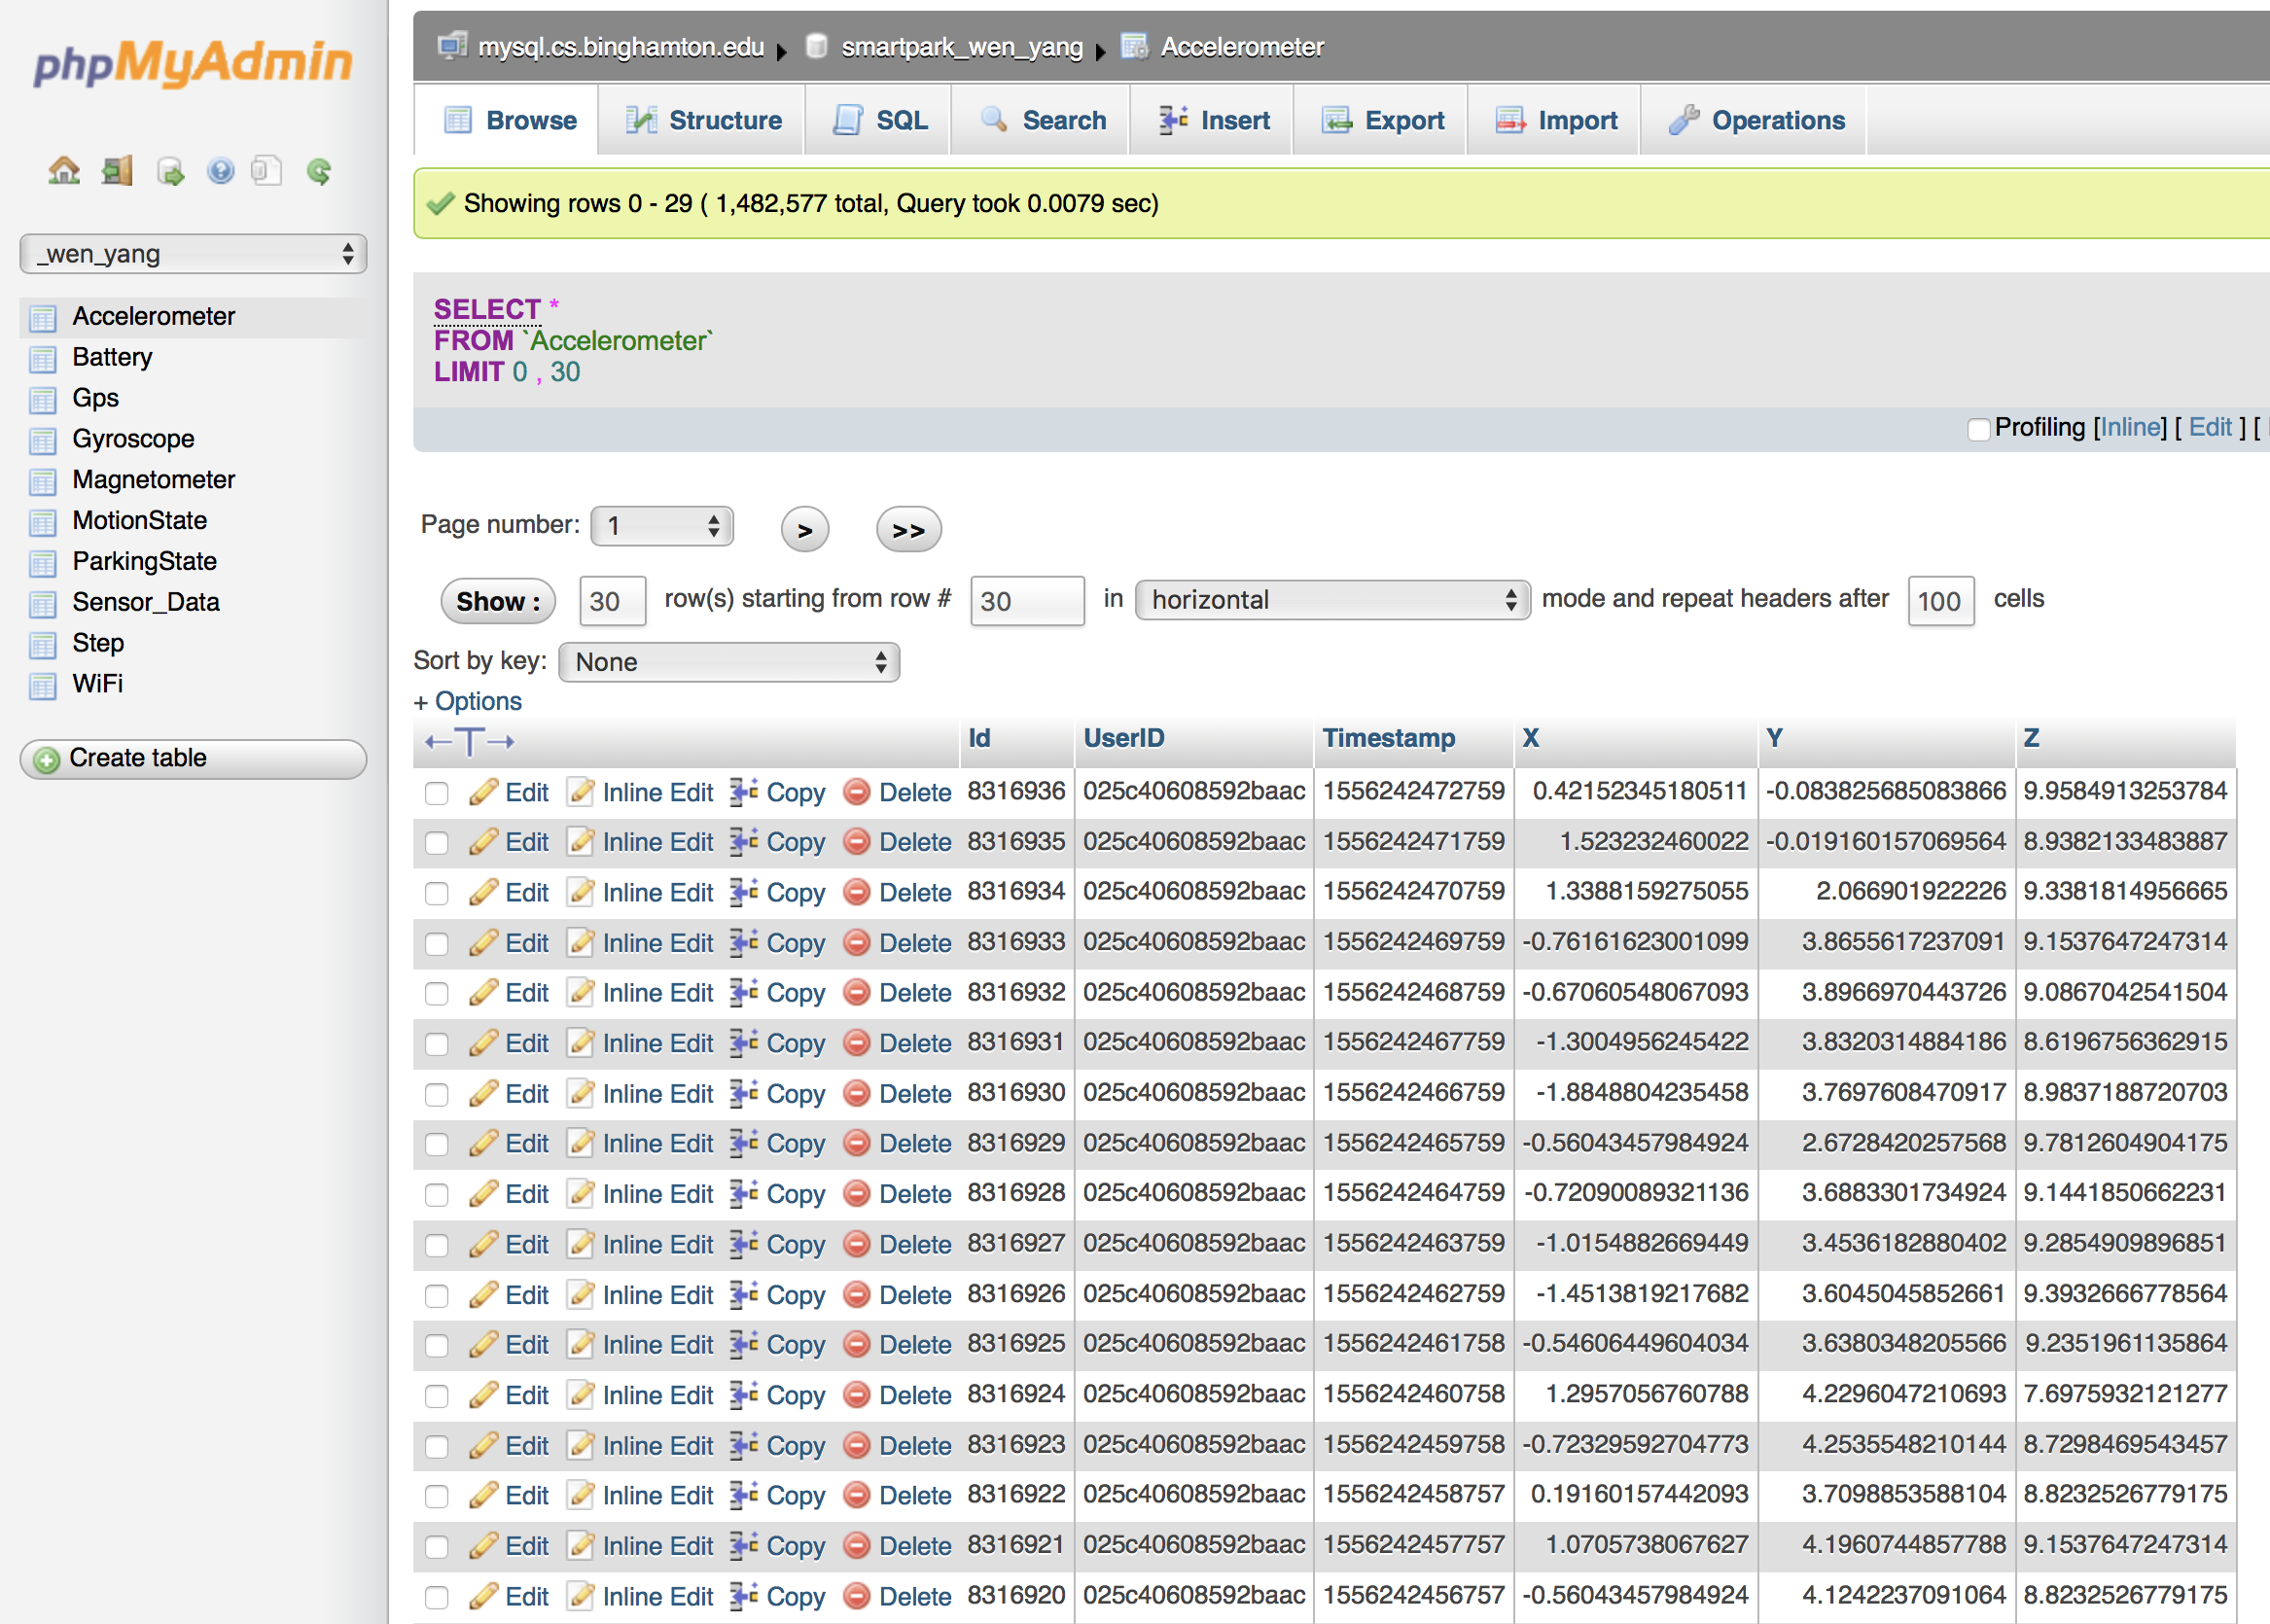 phpMyAdmin
_wen_yang
Accelerometer
Battery
Gps
Gyroscope
Magnetometer
MotionState
ParkingState
Sensor_Data
Step
WiFi
Create table
mysql.cs.binghamton.edu ▸ smartpark_wen_yang ▸ Accelerometer
Browse Structure SQL Search Insert Export Import Operations
Showing rows 0 - 29 ( 1,482,577 total, Query took 0.0079 sec)
SELECT *
FROM `Accelerometer`
LIMIT 0 , 30
Profiling [Inline] [ Edit ] [
Page number: 1 > >>
Show : 30 row(s) starting from row # 30 in horizontal mode and repeat headers after 100 cells
Sort by key: None
+ Options
←T→ Id UserID Timestamp X Y Z
Edit Inline Edit Copy Delete 8316936 025c40608592baac 1556242472759 0.42152345180511 -0.083825685083866 9.9584913253784
Edit Inline Edit Copy Delete 8316935 025c40608592baac 1556242471759 1.523232460022 -0.019160157069564 8.9382133483887
Edit Inline Edit Copy Delete 8316934 025c40608592baac 1556242470759 1.3388159275055 2.066901922226 9.3381814956665
Edit Inline Edit Copy Delete 8316933 025c40608592baac 1556242469759 -0.76161623001099 3.8655617237091 9.1537647247314
Edit Inline Edit Copy Delete 8316932 025c40608592baac 1556242468759 -0.67060548067093 3.8966970443726 9.0867042541504
Edit Inline Edit Copy Delete 8316931 025c40608592baac 1556242467759 -1.3004956245422 3.8320314884186 8.6196756362915
Edit Inline Edit Copy Delete 8316930 025c40608592baac 1556242466759 -1.8848804235458 3.7697608470917 8.9837188720703
Edit Inline Edit Copy Delete 8316929 025c40608592baac 1556242465759 -0.56043457984924 2.6728420257568 9.7812604904175
Edit Inline Edit Copy Delete 8316928 025c40608592baac 1556242464759 -0.72090089321136 3.6883301734924 9.1441850662231
Edit Inline Edit Copy Delete 8316927 025c40608592baac 1556242463759 -1.0154882669449 3.4536182880402 9.2854909896851
Edit Inline Edit Copy Delete 8316926 025c40608592baac 1556242462759 -1.4513819217682 3.6045045852661 9.3932666778564
Edit Inline Edit Copy Delete 8316925 025c40608592baac 1556242461758 -0.54606449604034 3.6380348205566 9.2351961135864
Edit Inline Edit Copy Delete 8316924 025c40608592baac 1556242460758 1.2957056760788 4.2296047210693 7.6975932121277
Edit Inline Edit Copy Delete 8316923 025c40608592baac 1556242459758 -0.72329592704773 4.2535548210144 8.7298469543457
Edit Inline Edit Copy Delete 8316922 025c40608592baac 1556242458757 0.19160157442093 3.7098853588104 8.8232526779175
Edit Inline Edit Copy Delete 8316921 025c40608592baac 1556242457757 1.0705738067627 4.1960744857788 9.1537647247314
Edit Inline Edit Copy Delete 8316920 025c40608592baac 1556242456757 -0.56043457984924 4.1242237091064 8.8232526779175